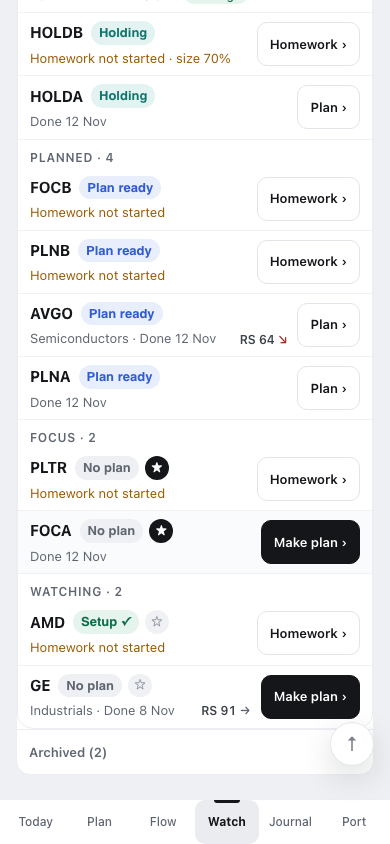 HOLDB Holding
Homework not started · size 70%
Homework ›
HOLDA Holding
Done 12 Nov
Plan ›
PLANNED · 4
FOCB Plan ready
Homework not started
Homework ›
PLNB Plan ready
Homework not started
Homework ›
AVGO Plan ready
Semiconductors · Done 12 Nov RS 64 ↘
Plan ›
PLNA Plan ready
Done 12 Nov
Plan ›
FOCUS · 2
PLTR No plan ★
Homework not started
Homework ›
FOCA No plan ★
Done 12 Nov
Make plan ›
WATCHING · 2
AMD Setup ✓ ☆
Homework not started
Homework ›
GE No plan ☆
Industrials · Done 8 Nov RS 91 →
Make plan ›
Archived (2)
↑
Today Plan Flow Watch Journal Port